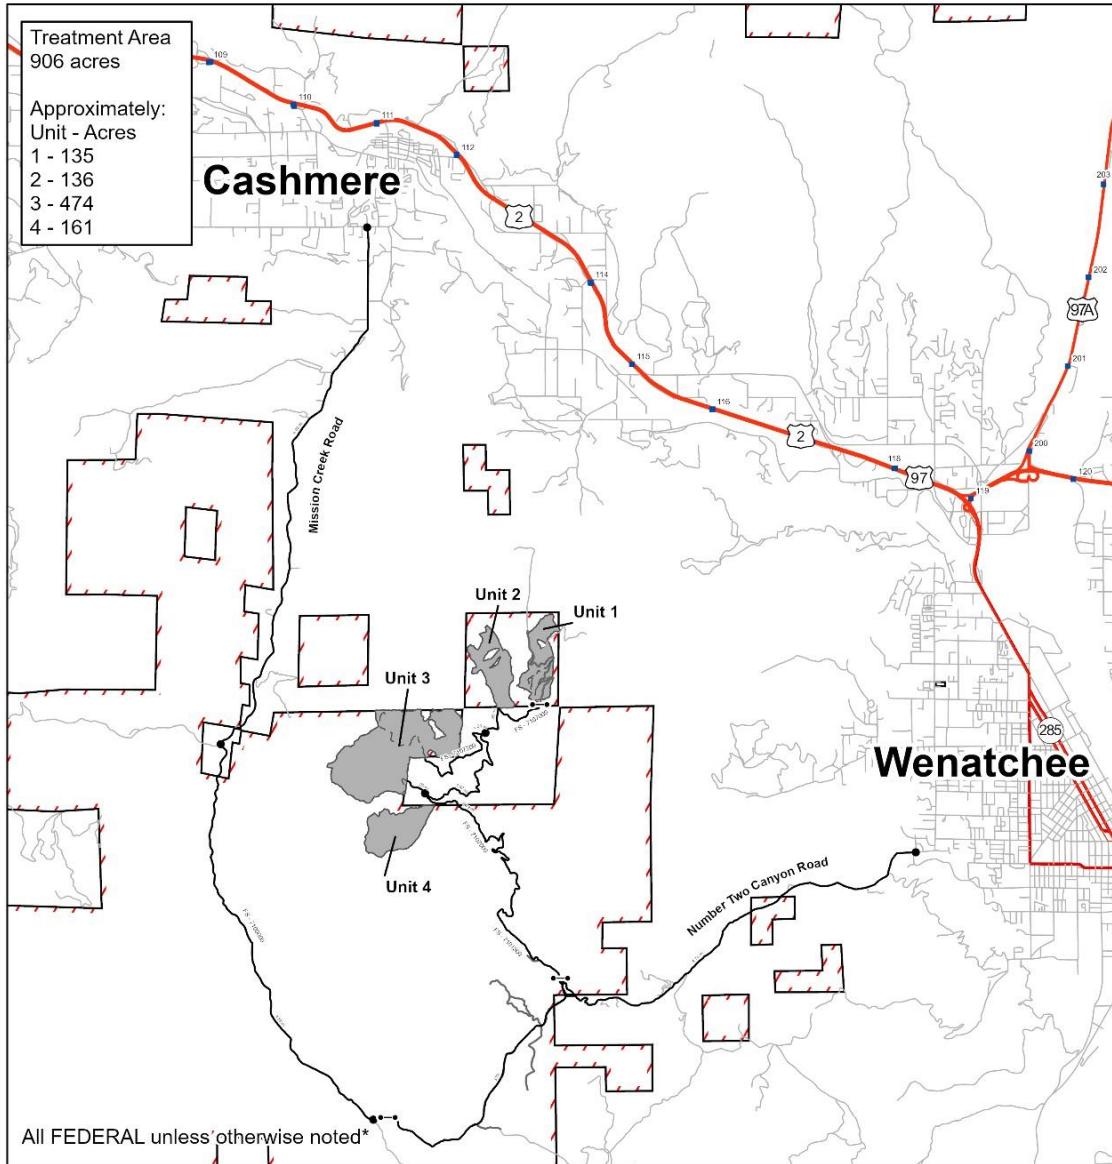 Treatment Area
906 acres
Approximately:
Unit - Acres
1 - 135
2 - 136
3 - 474
4 - 161
109
110
111
112
Cashmere
2
203
114
202
97A
115
201
116
2
118
97
200
120
119
Mission Creek Road
Unit 2
Unit 1
Unit 3
285
Wenatchee
Unit 4
Number Two Canyon Road
FS - 7100000
All FEDERAL unless otherwise noted*